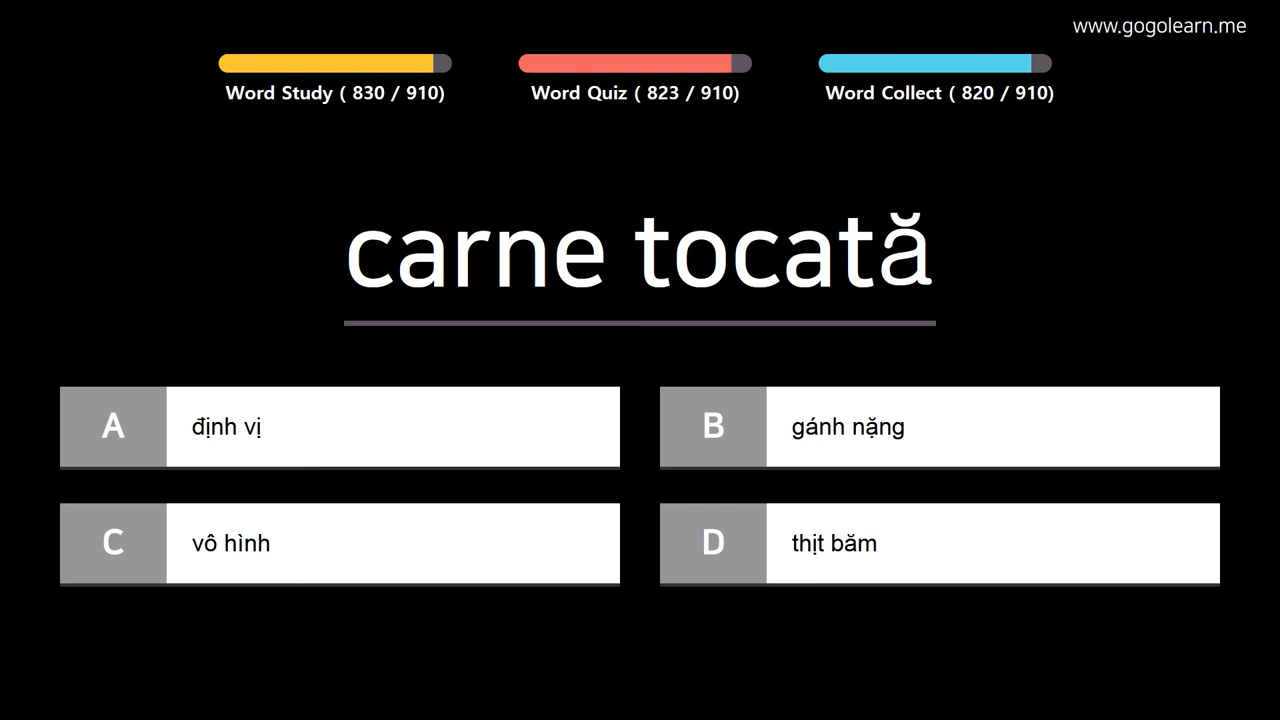 www.gogolearn.me
Word Study ( 830 / 910)
Word Quiz ( 823 / 910)
Word Collect ( 820 / 910)
carne tocată
A định vị
B gánh nặng
C vô hình
D thịt băm